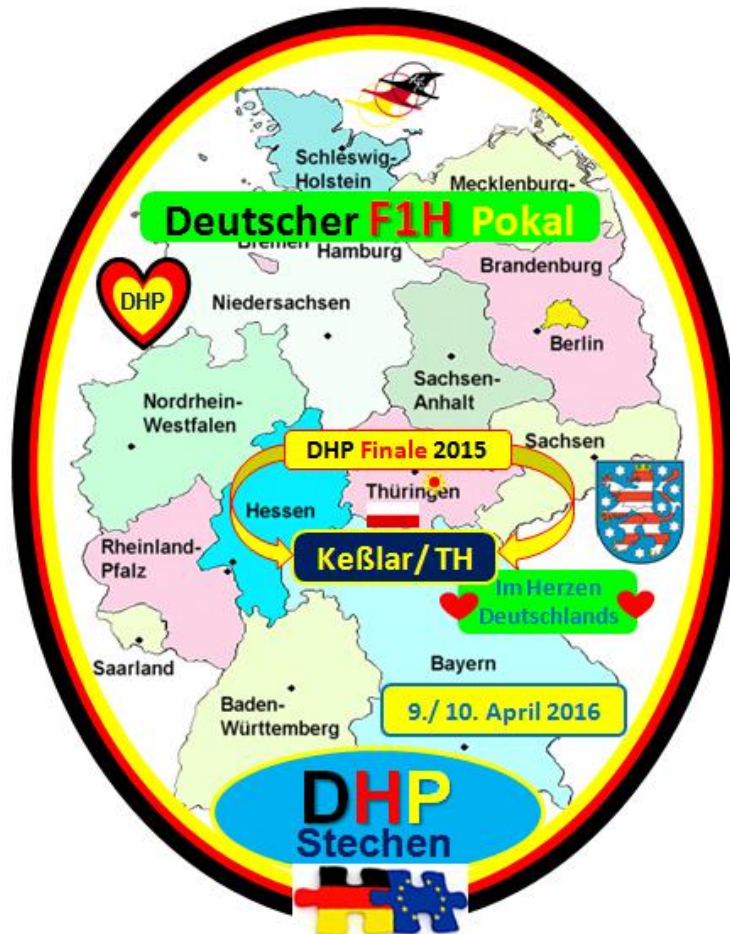 Schleswig-
Holstein
Mecklenburg-
Deutscher F1H Pokal
Bremen
Hamburg
Brandenburg
DHP
Niedersachsen
Berlin
Sachsen-
Anhalt
Nordrhein-
Westfalen
DHP Finale 2015
Sachsen
Thüringen
Hessen
Rheinland-
Pfalz
Keßlar/ TH
Im Herzen
Deutschlands
Saarland
Bayern
Baden-
Württemberg
9./ 10. April 2016
DHP
Stechen